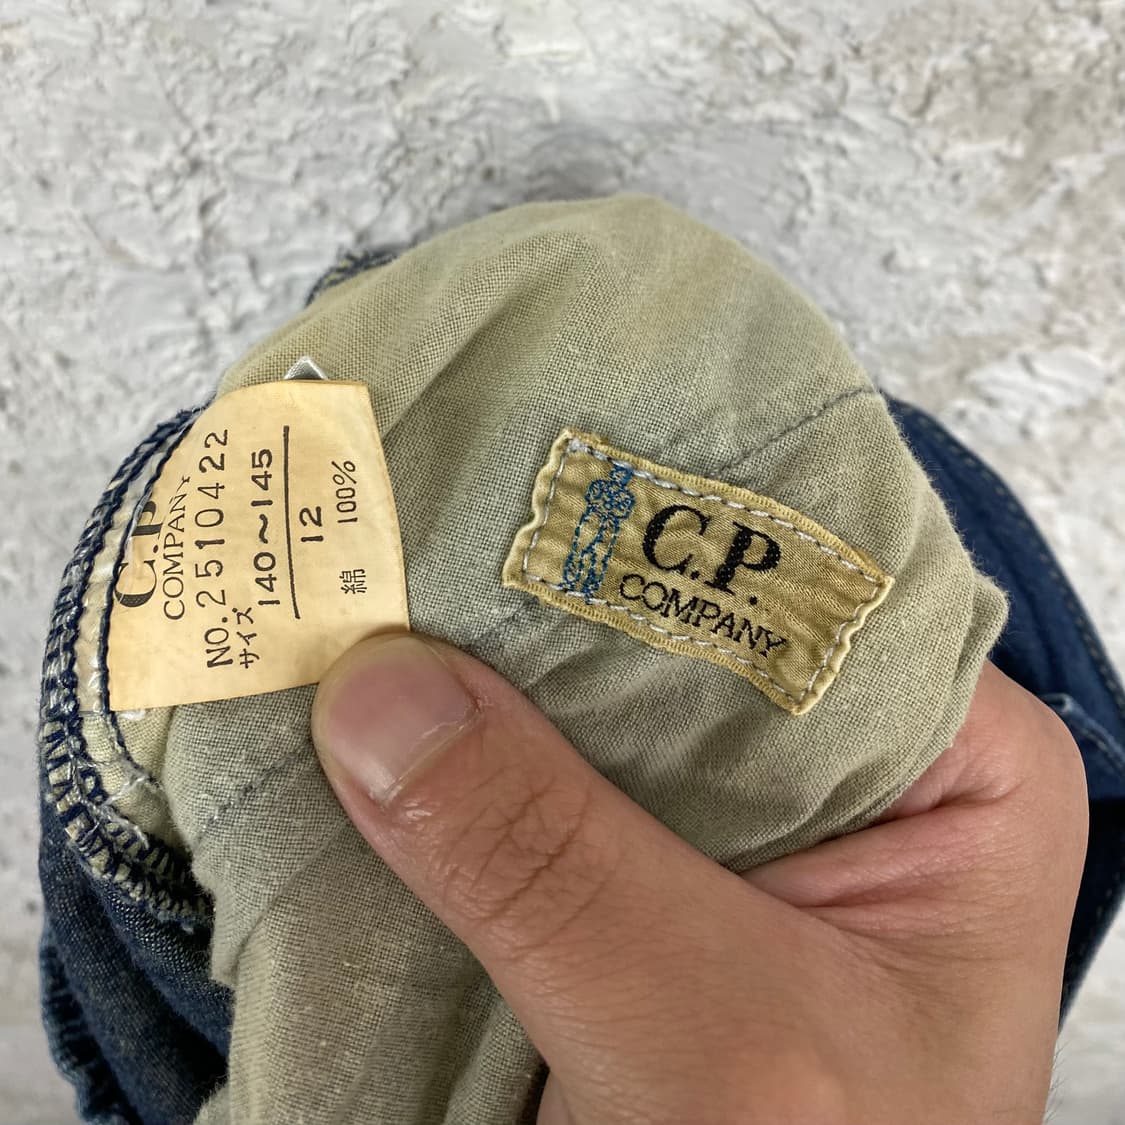 C.P.
COMPANY
NO.2510422
サイズ
140~145
12
綿 100%
C.P.
COMPANY